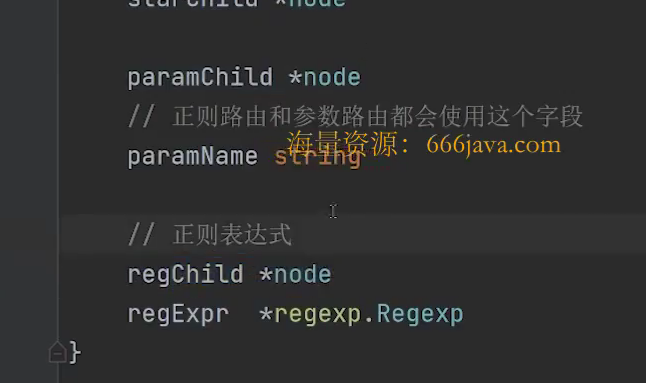 starChild *node
paramChild *node
// 正则路由和参数路由都会使用这个字段
paramName string
海量资源：666java.com
// 正则表达式
regChild *node
regExpr *regexp.Regexp
}